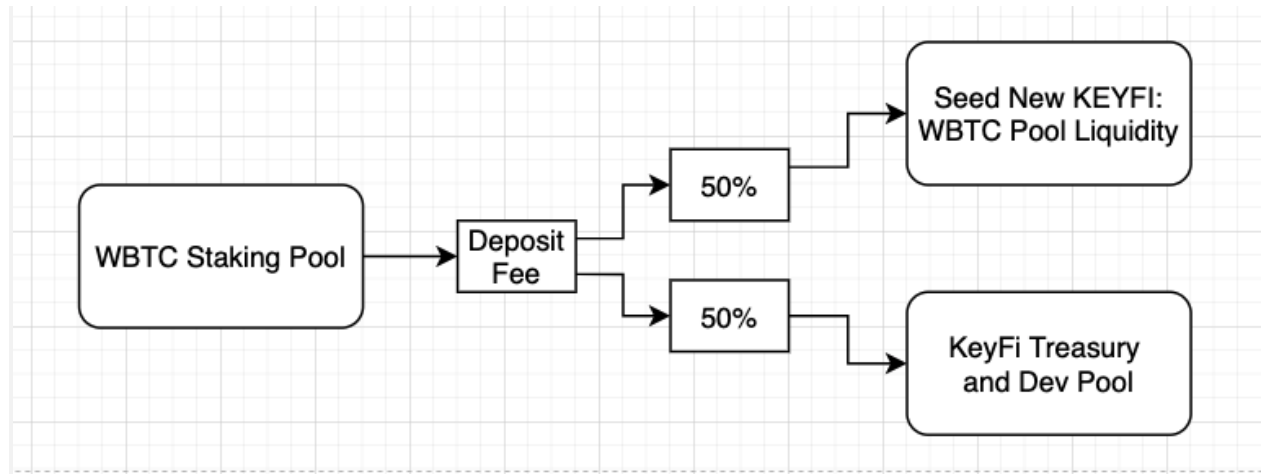 WBTC Staking Pool
Deposit
Fee
50%
50%
Seed New KEYFI:
WBTC Pool Liquidity
KeyFi Treasury
and Dev Pool